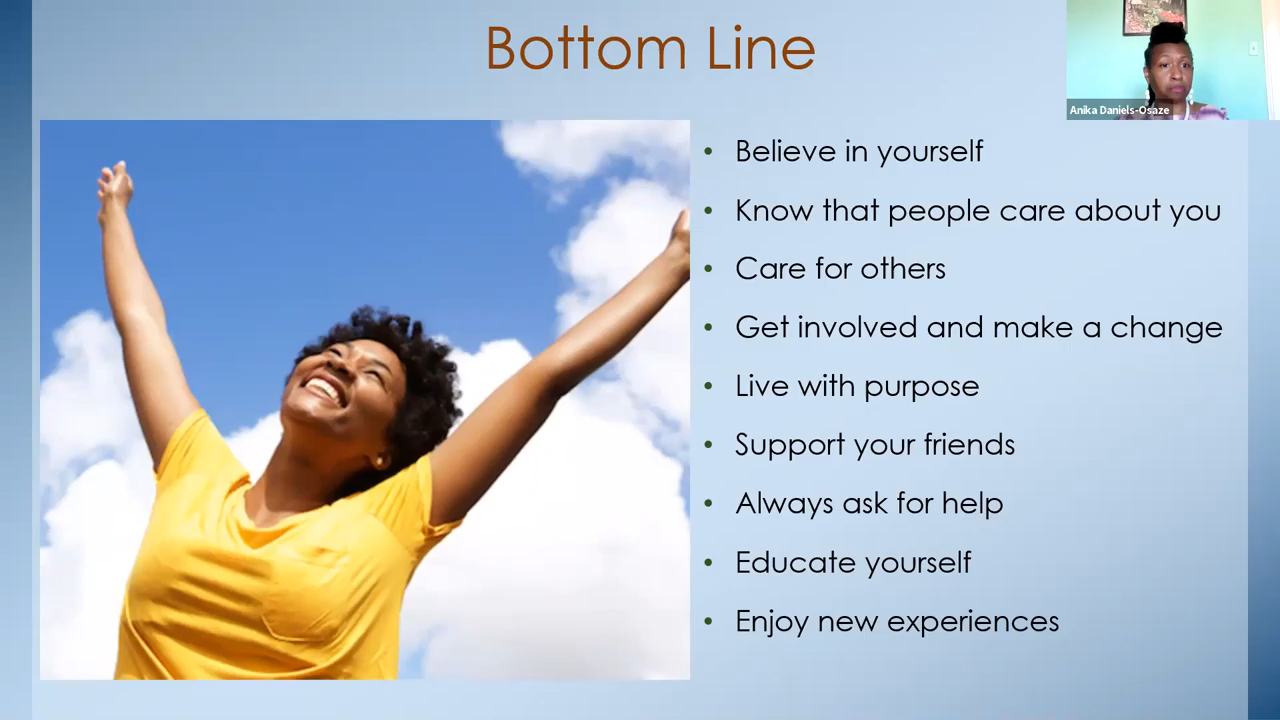 Bottom Line
Anika Daniels-Osaze
• Believe in yourself
• Know that people care about you
• Care for others
• Get involved and make a change
• Live with purpose
• Support your friends
• Always ask for help
• Educate yourself
• Enjoy new experiences